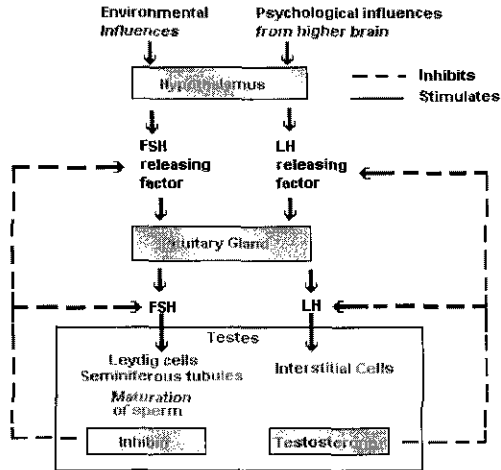 Environmental
Influences
Psychological influences
from higher brain
Hypothalamus
Inhibits
Stimulates
FSH
releasing
factor
LH
releasing
factor
Pituitary Gland
FSH
LH
Testes
Leydig cells
Seminiferous tubules
Maturation
of sperm
Interstitial Cells
Inhibin
Testosterone